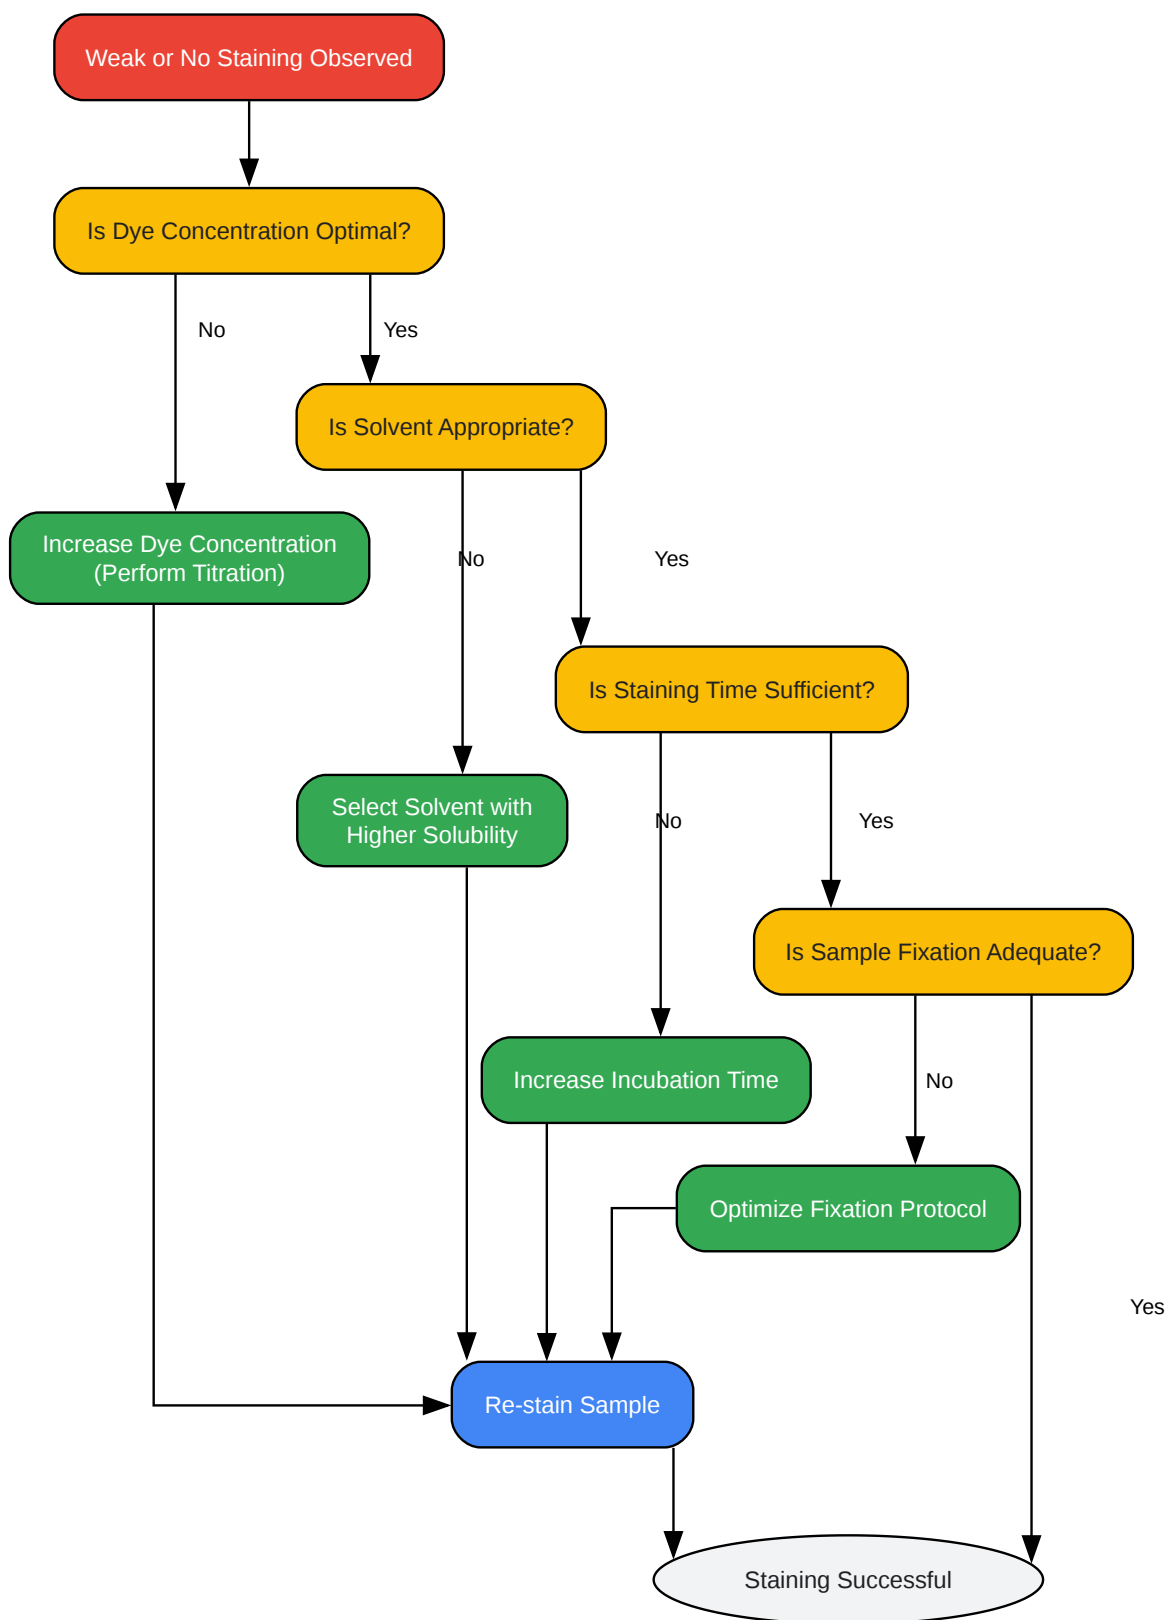 Weak or No Staining Observed
Is Dye Concentration Optimal?
No
Yes
Is Solvent Appropriate?
Increase Dye Concentration
(Perform Titration)
No
Yes
Is Staining Time Sufficient?
Select Solvent with
Higher Solubility
No
Yes
Is Sample Fixation Adequate?
Increase Incubation Time
No
Optimize Fixation Protocol
Yes
Re-stain Sample
Staining Successful